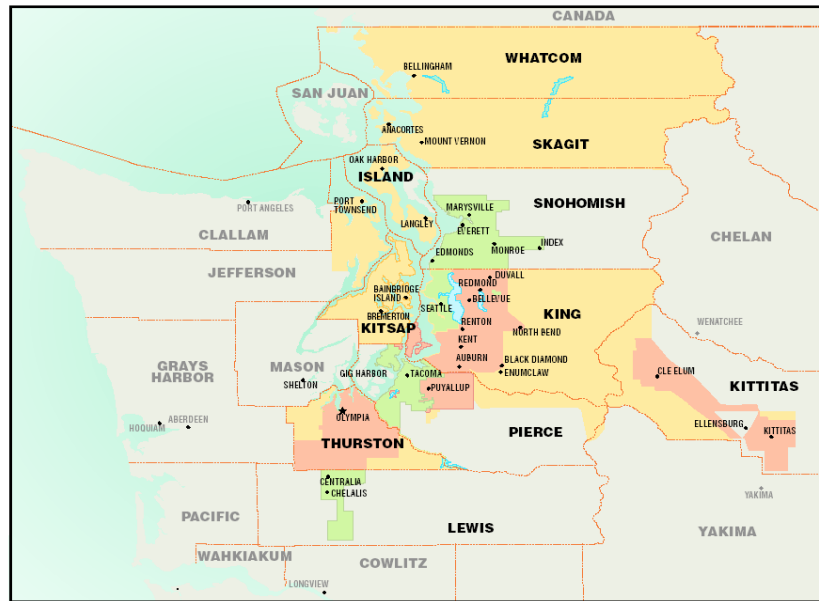 CANADA
WHATCOM
BELLINGHAM
SAN JUAN
ANACORTES
MOUNT VERNON
SKAGIT
OAK HARBOR
ISLAND
PORT
TOWNSEND
PORT ANGELES
LANGLEY
MARYSVILLE
SNOHOMISH
EVERETT
CLALLAM
MONROE
INDEX
CHELAN
EDMONDS
JEFFERSON
DUVALL
REDMOND
BAINBRIDGE
ISLAND
BELLEVUE
KING
SEATTLE
BREMERTON
KITSAP
RENTON
NORTH BEND
WENATCHEE
KENT
GRAYS
HARBOR
MASON
SHELTON
GIG HARBOR
AUBURN
BLACK DIAMOND
ENUMCLAW
TACOMA
PUYALLUP
CLE ELUM
KITTITAS
OLYMPIA
ABERDEEN
HOQUIAM
THURSTON
PIERCE
ELLENSBURG
KITTITAS
CENTRALIA
CHELALIS
YAKIMA
PACIFIC
LEWIS
YAKIMA
WAHKIAKUM
COWLITZ
LONGVIEW